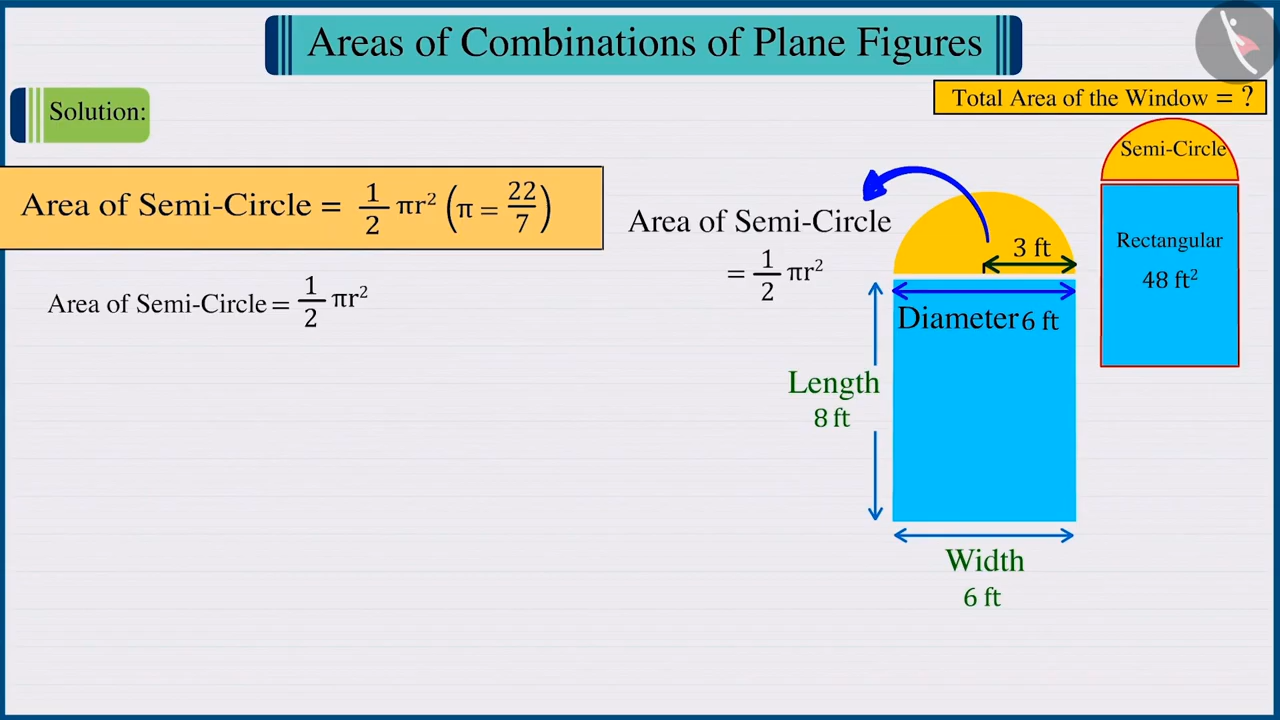 Areas of Combinations of Plane Figures
Solution:
Total Area of the Window = ?
Area of Semi-Circle = 1/2 πr² (π = 22/7)
Area of Semi-Circle = 1/2 πr²
Area of Semi-Circle
= 1/2 πr²
3 ft
Diameter 6 ft
Length
8 ft
Width
6 ft
Semi-Circle
Rectangular
48 ft²